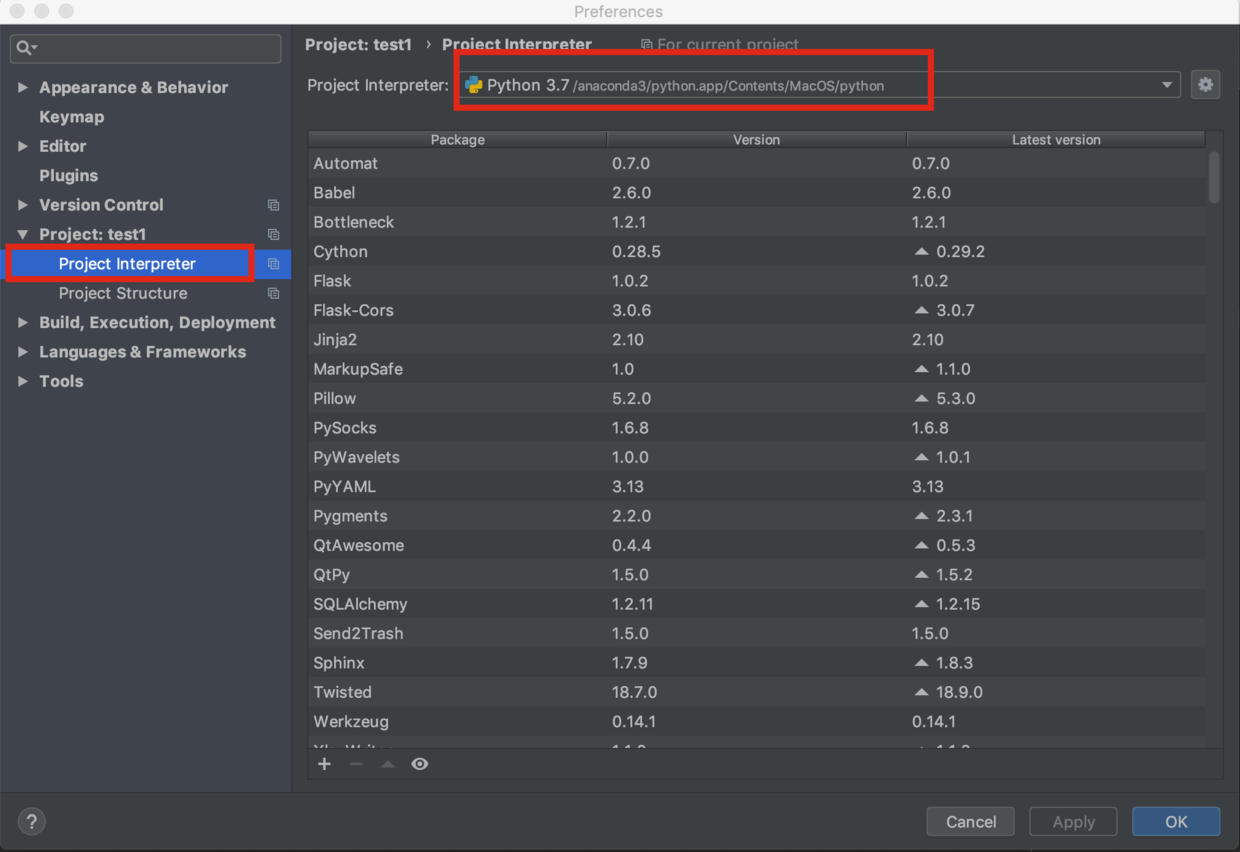 Preferences
Project: test1 › Project Interpreter For current project
Project Interpreter: Python 3.7 /anaconda3/python.app/Contents/MacOS/python
Appearance & Behavior
Keymap
Editor
Plugins
Version Control
Project: test1
Project Interpreter
Project Structure
Build, Execution, Deployment
Languages & Frameworks
Tools
Package Version Latest version
Automat 0.7.0 0.7.0
Babel 2.6.0 2.6.0
Bottleneck 1.2.1 1.2.1
Cython 0.28.5 0.29.2
Flask 1.0.2 1.0.2
Flask-Cors 3.0.6 3.0.7
Jinja2 2.10 2.10
MarkupSafe 1.0 1.1.0
Pillow 5.2.0 5.3.0
PySocks 1.6.8 1.6.8
PyWavelets 1.0.0 1.0.1
PyYAML 3.13 3.13
Pygments 2.2.0 2.3.1
QtAwesome 0.4.4 0.5.3
QtPy 1.5.0 1.5.2
SQLAlchemy 1.2.11 1.2.15
Send2Trash 1.5.0 1.5.0
Sphinx 1.7.9 1.8.3
Twisted 18.7.0 18.9.0
Werkzeug 0.14.1 0.14.1
? Cancel Apply OK